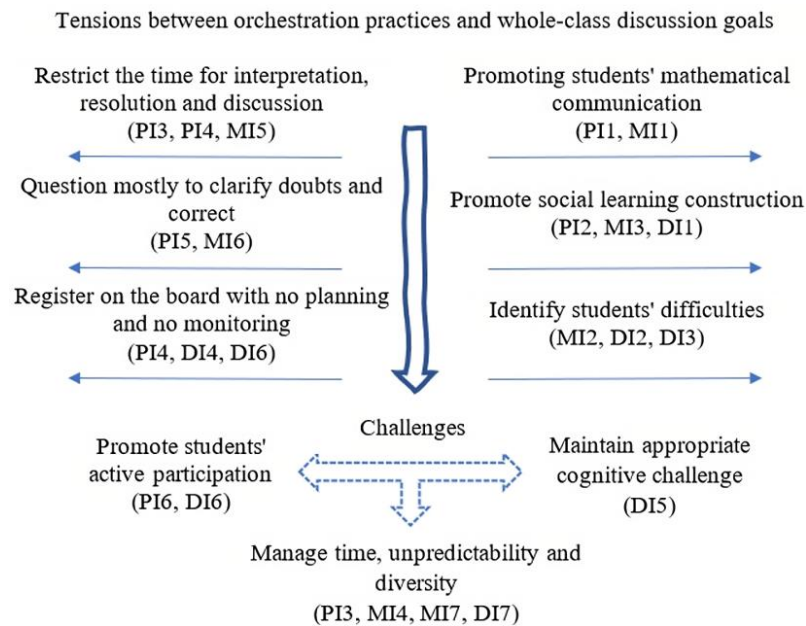 Tensions between orchestration practices and whole-class discussion goals
Restrict the time for interpretation,
resolution and discussion
(PI3, PI4, MI5)
Promoting students' mathematical
communication
(PI1, MI1)
Question mostly to clarify doubts and
correct
(PI5, MI6)
Promote social learning construction
(PI2, MI3, DI1)
Register on the board with no planning
and no monitoring
(PI4, DI4, DI6)
Identify students' difficulties
(MI2, DI2, DI3)
Challenges
Promote students'
active participation
(PI6, DI6)
Maintain appropriate
cognitive challenge
(DI5)
Manage time, unpredictability and
diversity
(PI3, MI4, MI7, DI7)